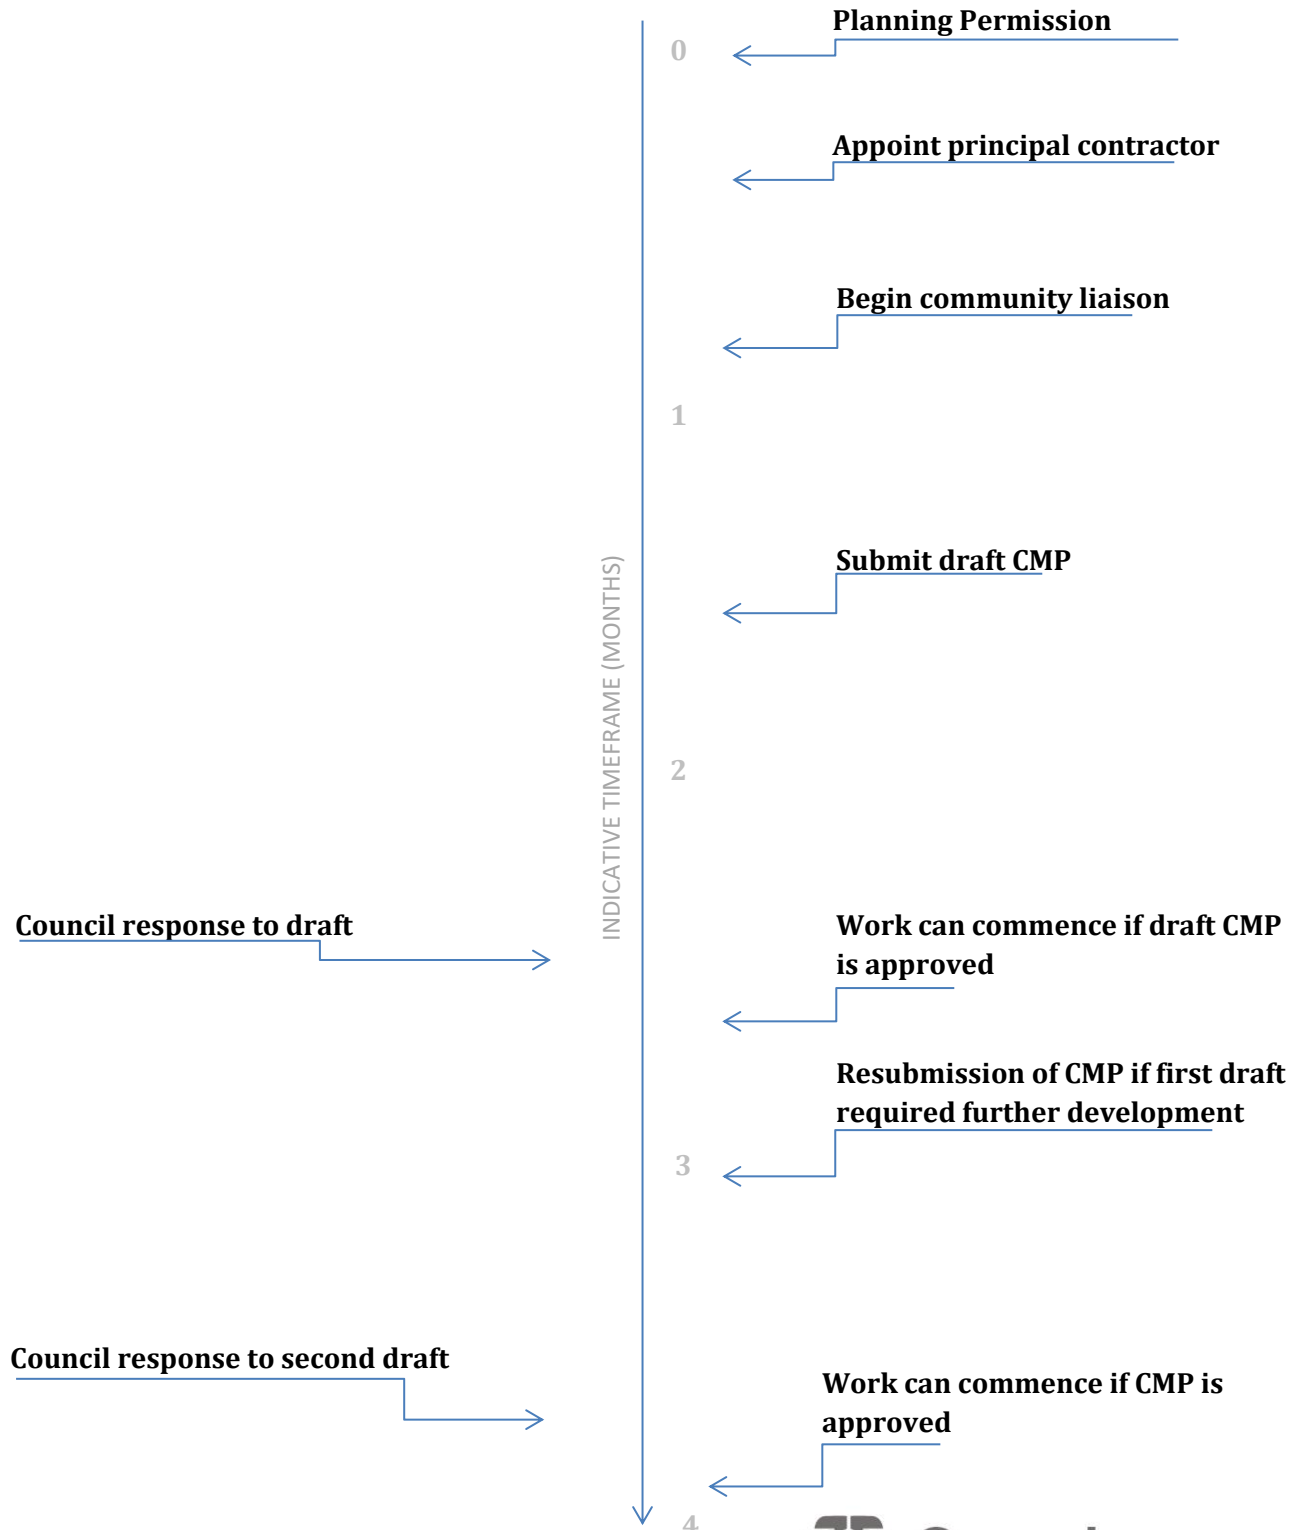 Planning Permission
0
Appoint principal contractor
Begin community liaison
1
Submit draft CMP
INDICATIVE TIMEFRAME (MONTHS)
2
Council response to draft
Work can commence if draft CMP
is approved
Resubmission of CMP if first draft
required further development
3
Council response to second draft
Work can commence if CMP is
approved
4